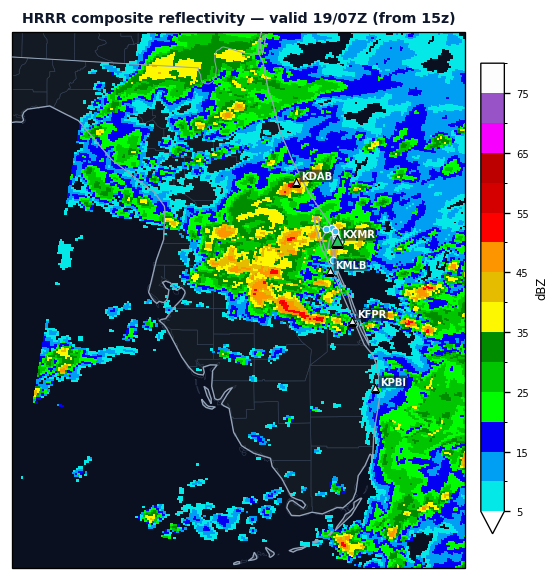 HRRR composite reflectivity — valid 19/07Z (from 15z)
KDAB
KXMR
KMLB
KFPR
KPBI
75
65
55
45
35
25
15
5
dBZ